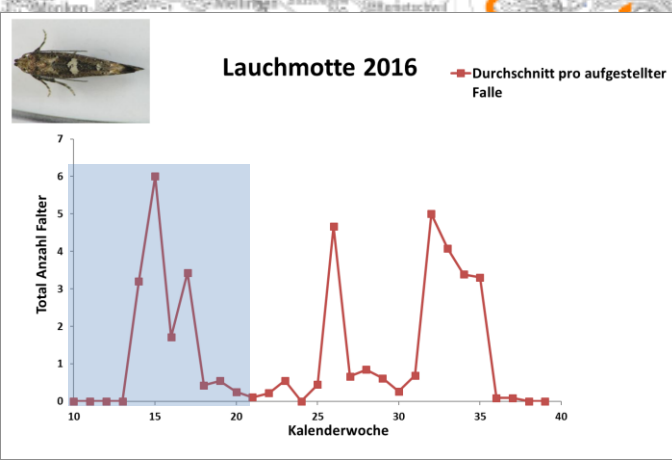 Lauchmotte 2016
Durchschnitt pro aufgestellter
Falle
Total Anzahl Falter
7
6
5
4
3
2
1
0
10 15 20 25 30 35 40
Kalenderwoche